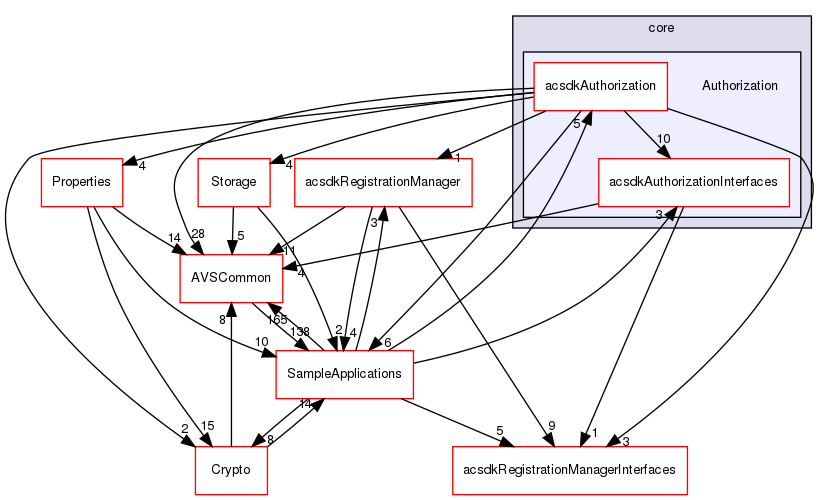 core
acsdkAuthorization
Authorization
5
10
4
4
1
Properties
Storage
acsdkRegistrationManager
acsdkAuthorizationInterfaces
3
3
14
28
5
11
4
AVSCommon
8
165
138
2
4
10
6
SampleApplications
14
2
15
8
5
9
1
3
Crypto
acsdkRegistrationManagerInterfaces